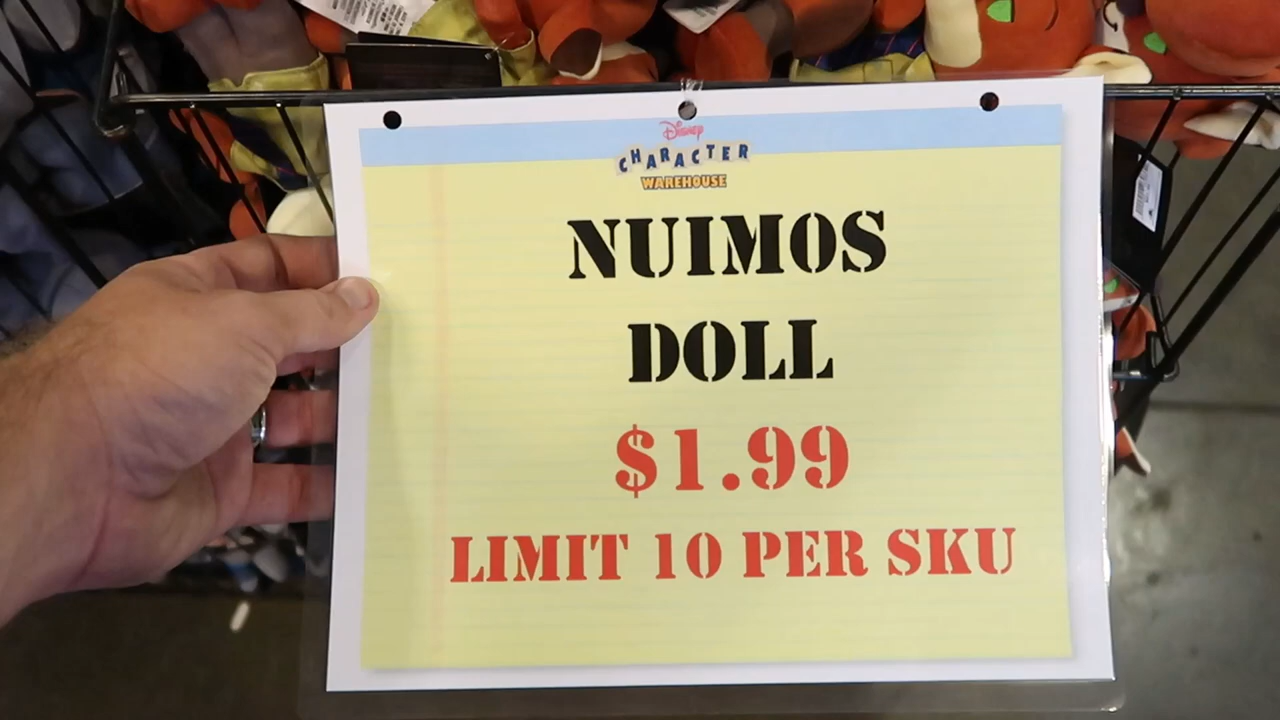 Disney
CHARACTER
WAREHOUSE
NUIMOS
DOLL
$1.99
LIMIT 10 PER SKU